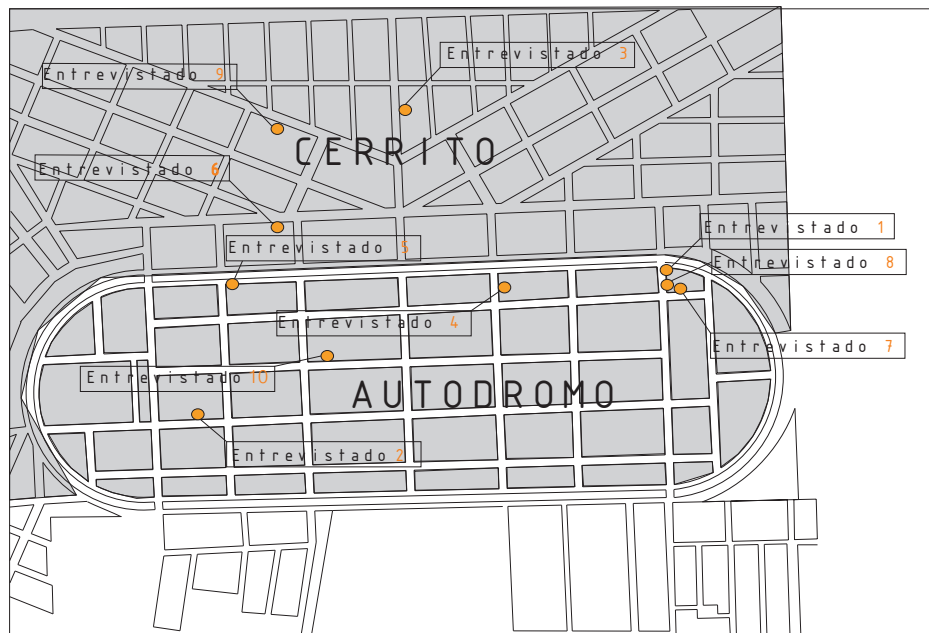 Entrevistado 3
Entrevistado 9
CERRITO
Entrevistado 6
Entrevistado 1
Entrevistado 5
Entrevistado 8
Entrevistado 4
Entrevistado 7
Entrevistado 10
AUTODROMO
Entrevistado 2